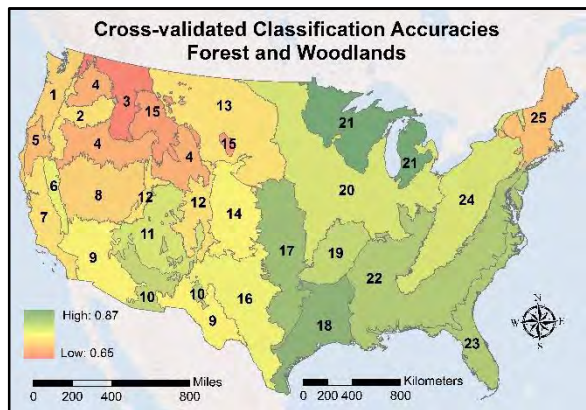 Cross-validated Classification Accuracies
Forest and Woodlands
1
4
3
2
15
13
21
25
5
4
15
21
4
6
8
12
12
20
24
7
14
11
9
17
19
22
10
10
16
9
18
23
High: 0.87
Low: 0.65
N
W E
S
Miles
0 200 400 800
Kilometers
0 200 400 800